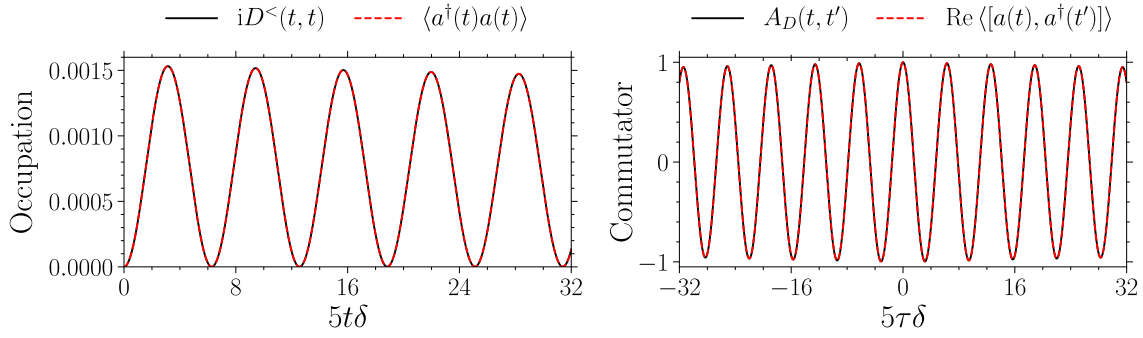 iD^<(t, t) ⟨a†(t)a(t)⟩
Occupation
0.0015
0.0010
0.0005
0.0000
0 8 16 24 32
5tδ
A_D(t, t′) Re ⟨[a(t), a†(t′)]⟩
Commutator
1
0
−1
−32 −16 0 16 32
5τδ